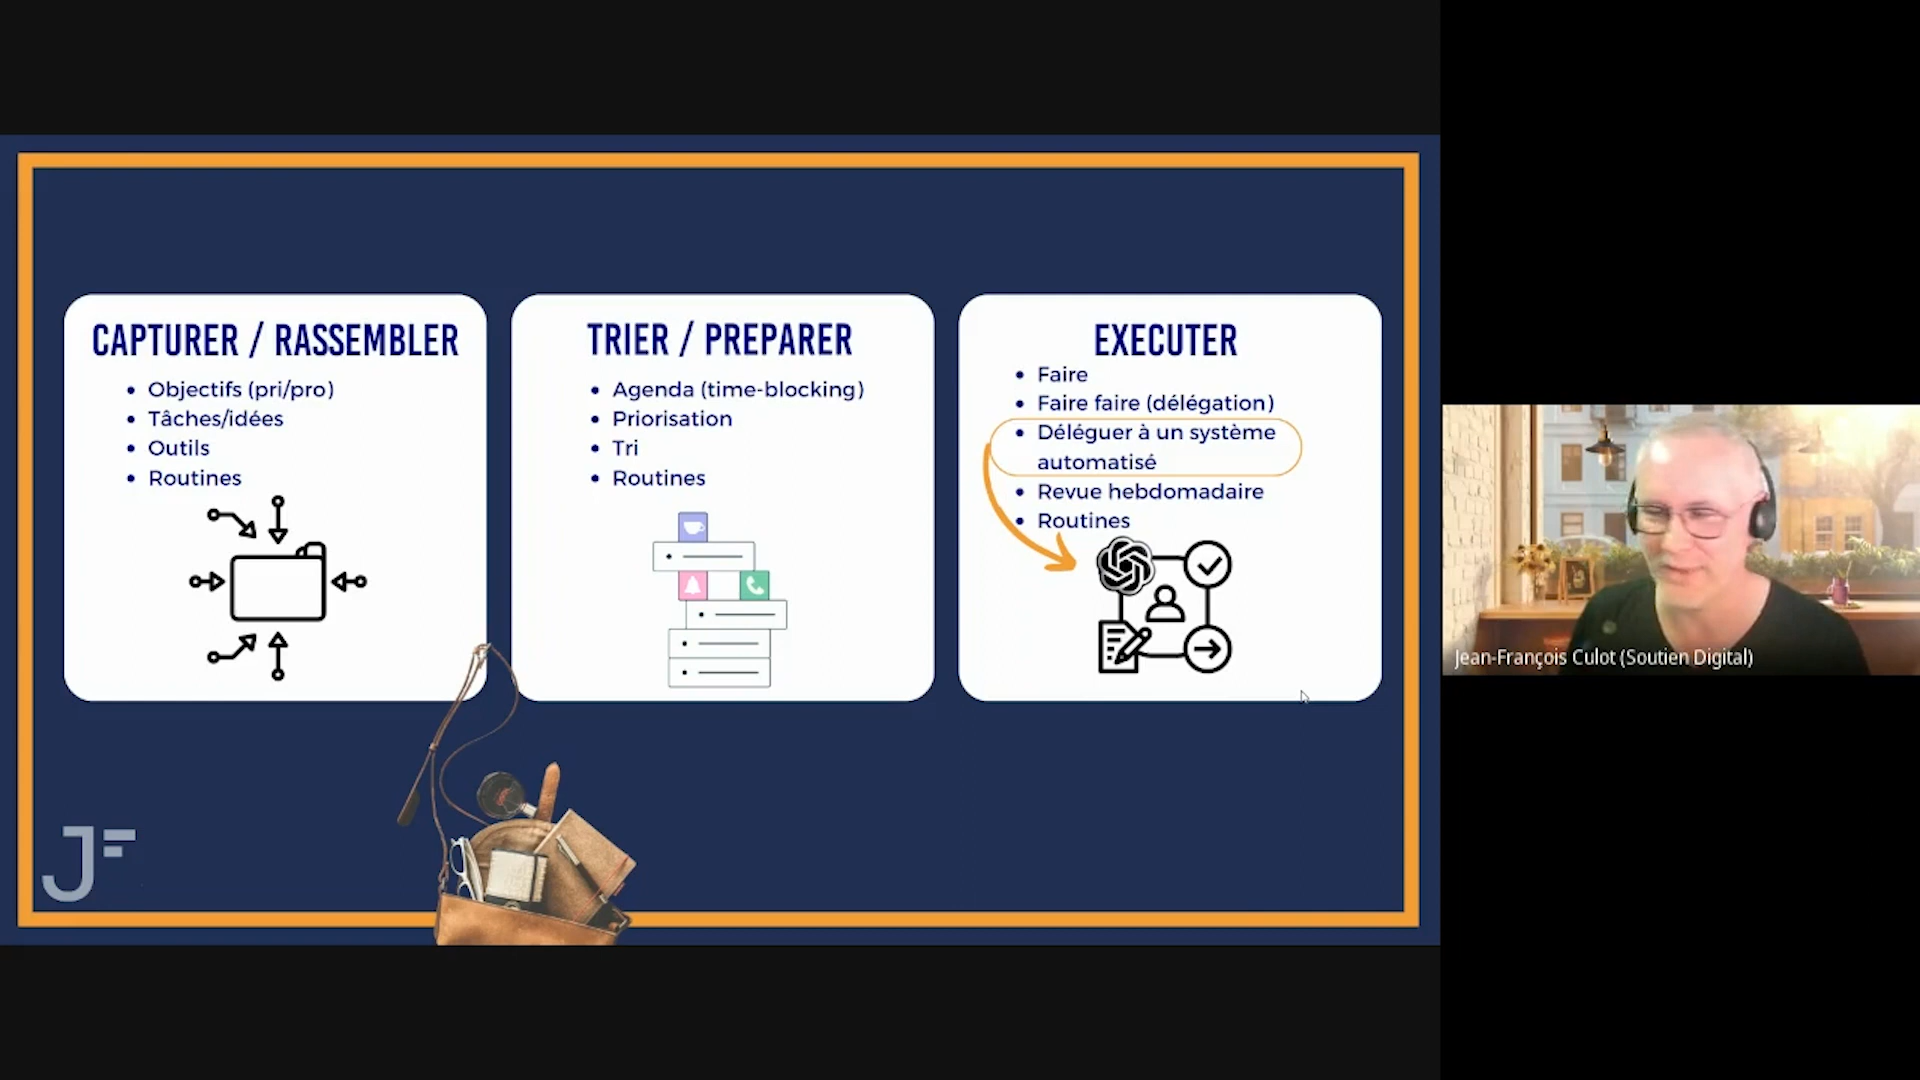 CAPTURER / RASSEMBLER
• Objectifs (pri/pro)
• Tâches/idées
• Outils
• Routines
TRIER / PREPARER
• Agenda (time-blocking)
• Priorisation
• Tri
• Routines
EXECUTER
• Faire
• Faire faire (délégation)
• Déléguer à un système
automatisé
• Revue hebdomadaire
• Routines
JF
Jean-François Culot (Soutien Digital)